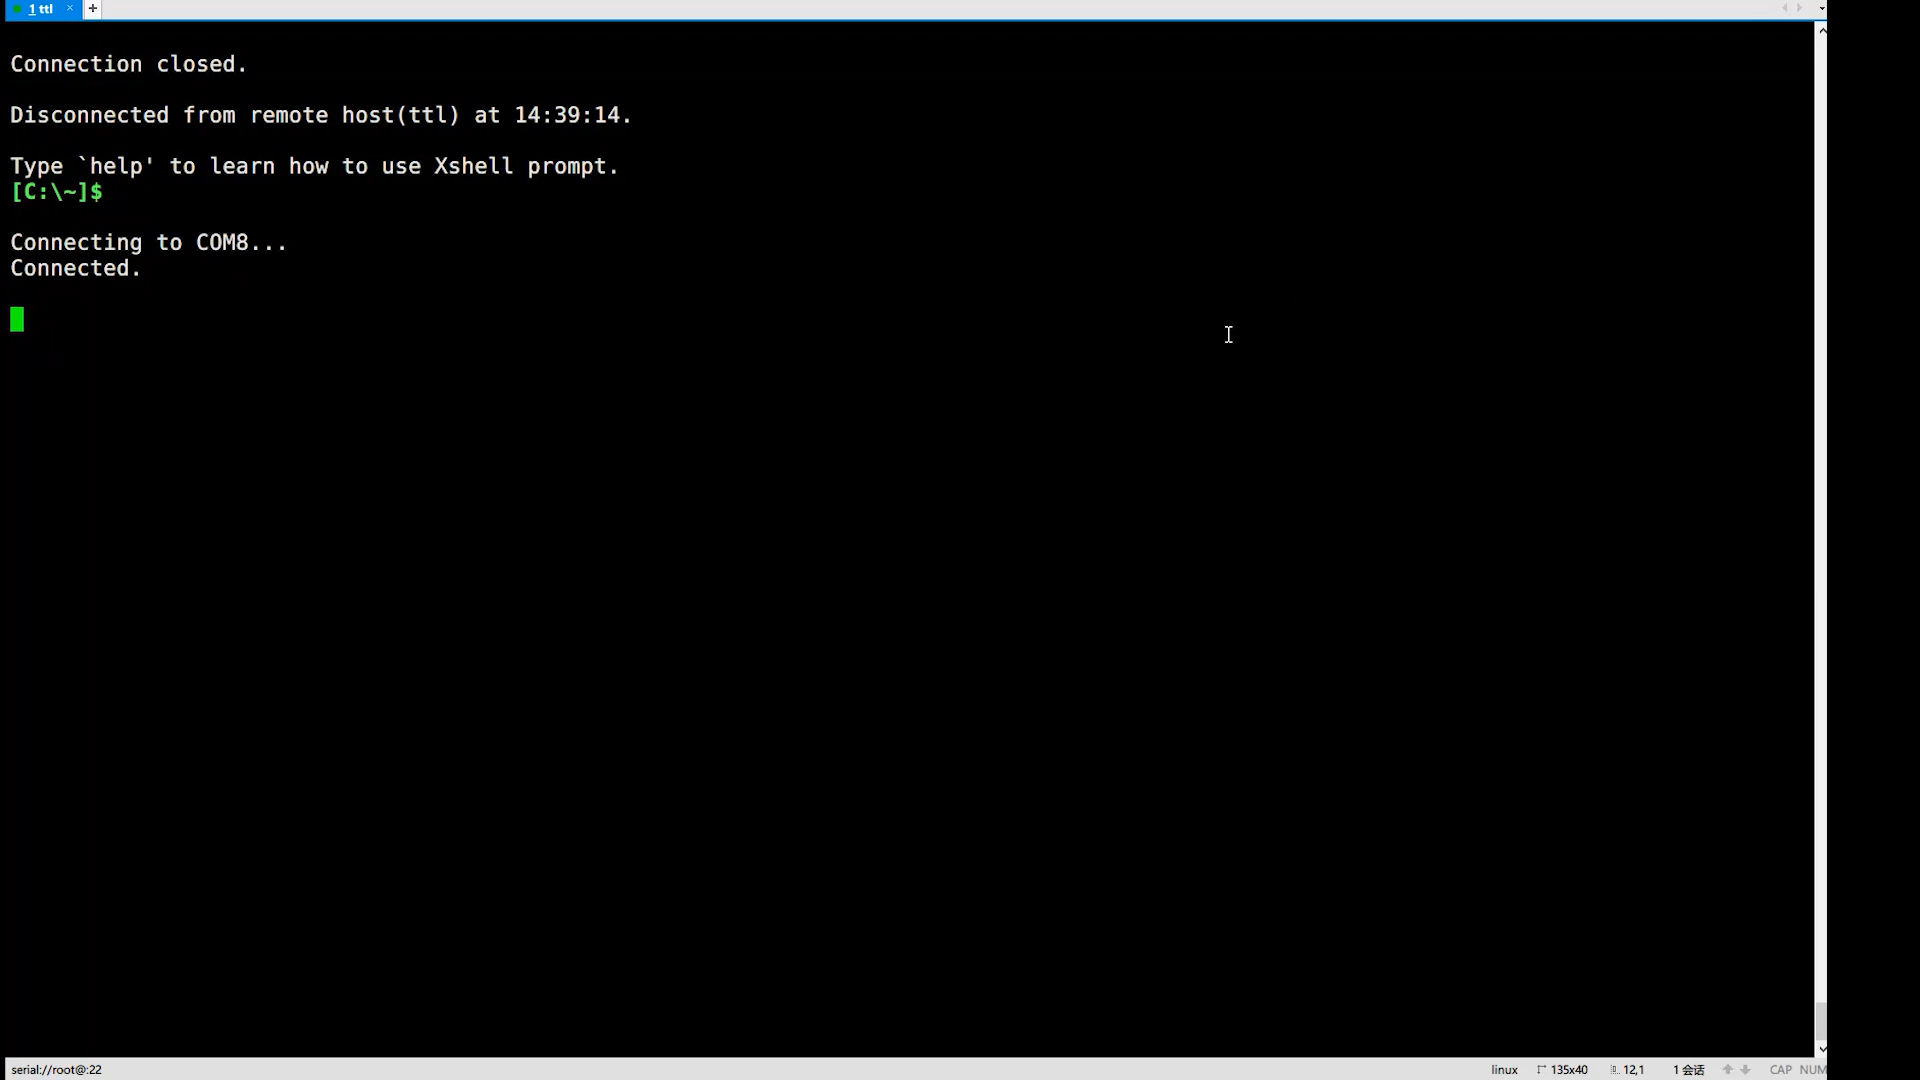 1 ttl × +
Connection closed.
Disconnected from remote host(ttl) at 14:39:14.
Type `help' to learn how to use Xshell prompt.
[C:\~]$
Connecting to COM8...
Connected.
serial://root@:22 linux 135x40 12,1 1 会话 CAP NUM